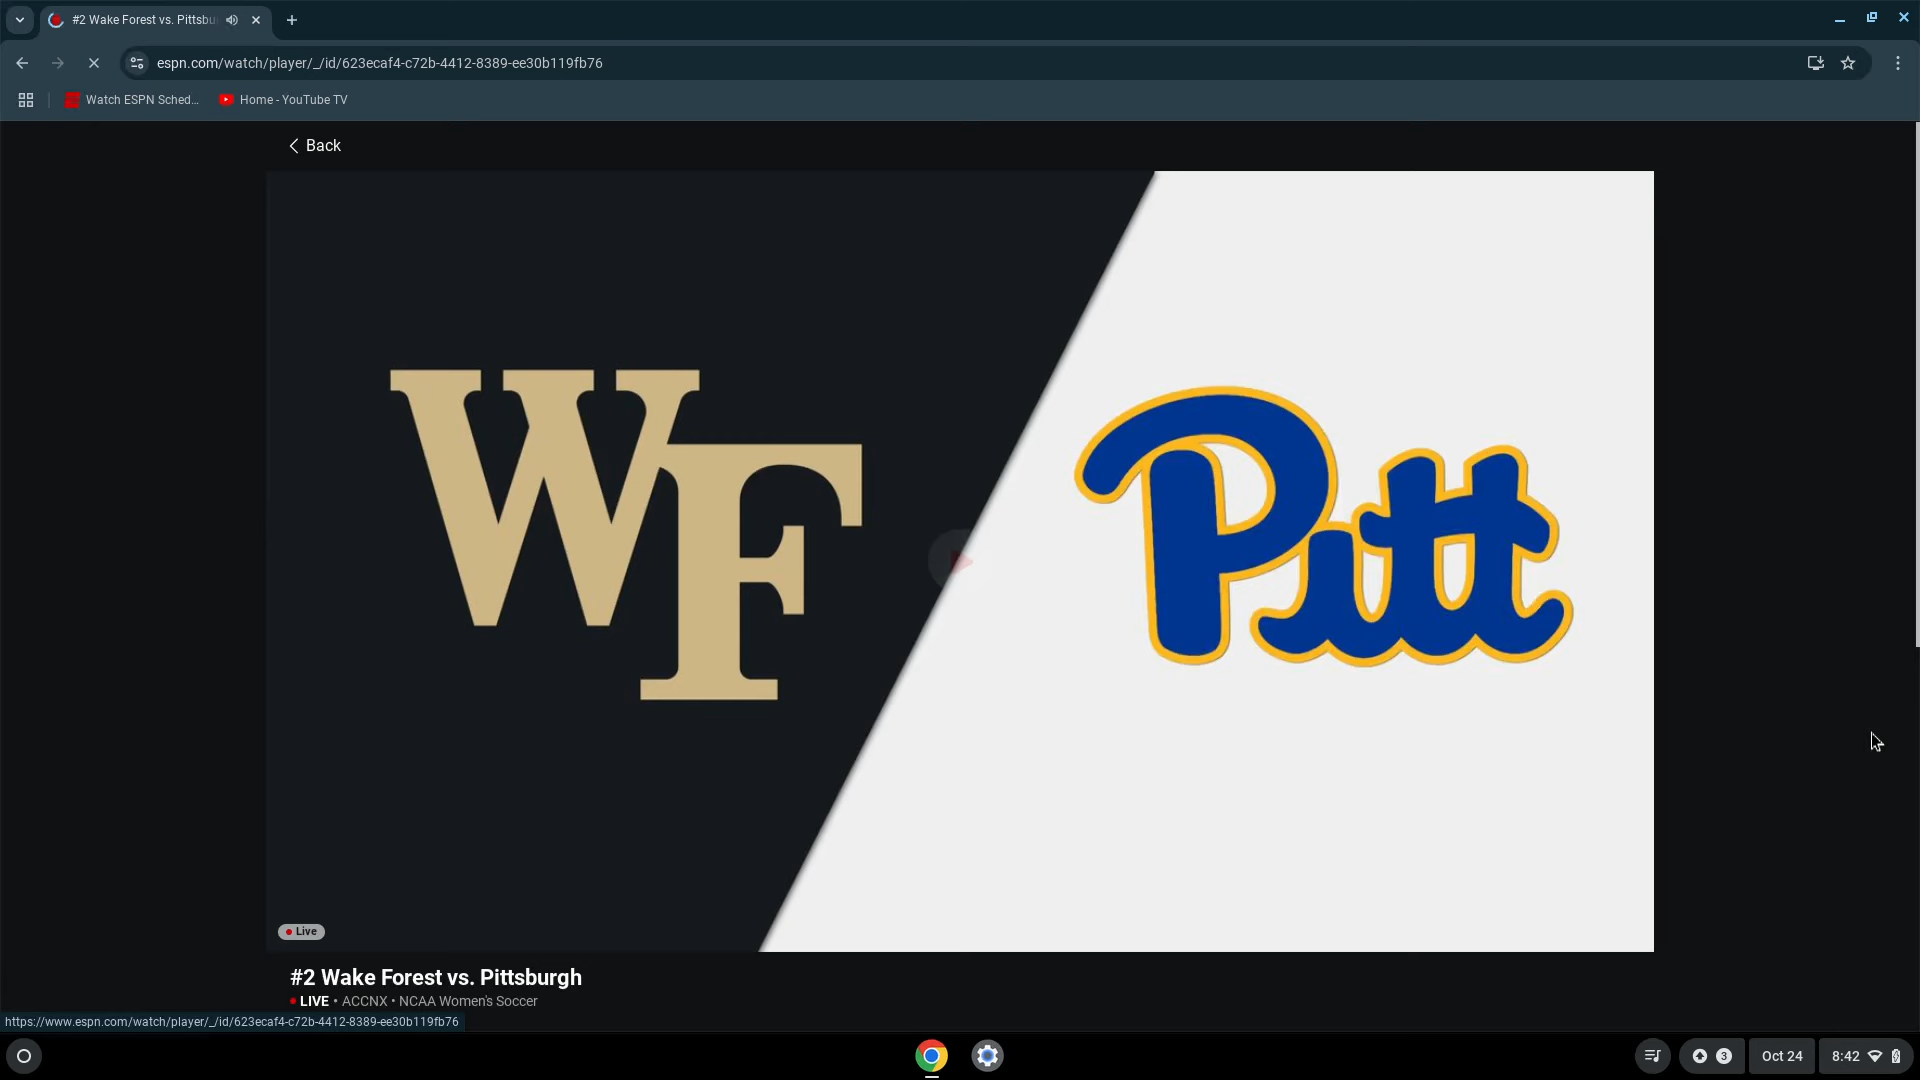 #2 Wake Forest vs. Pittsbu
espn.com/watch/player/_/id/623ecaf4-c72b-4412-8389-ee30b119fb76
Watch ESPN Sched...
Home - YouTube TV
Back
WF
Pitt
Live
#2 Wake Forest vs. Pittsburgh
LIVE • ACCNX • NCAA Women's Soccer
https://www.espn.com/watch/player/_/id/623ecaf4-c72b-4412-8389-ee30b119fb76
3
Oct 24
8:42